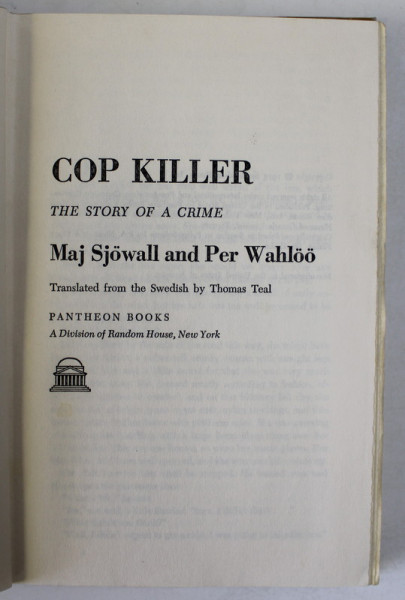 COP KILLER
THE STORY OF A CRIME
Maj Sjöwall and Per Wahlöö
Translated from the Swedish by Thomas Teal
PANTHEON BOOKS
A Division of Random House, New York